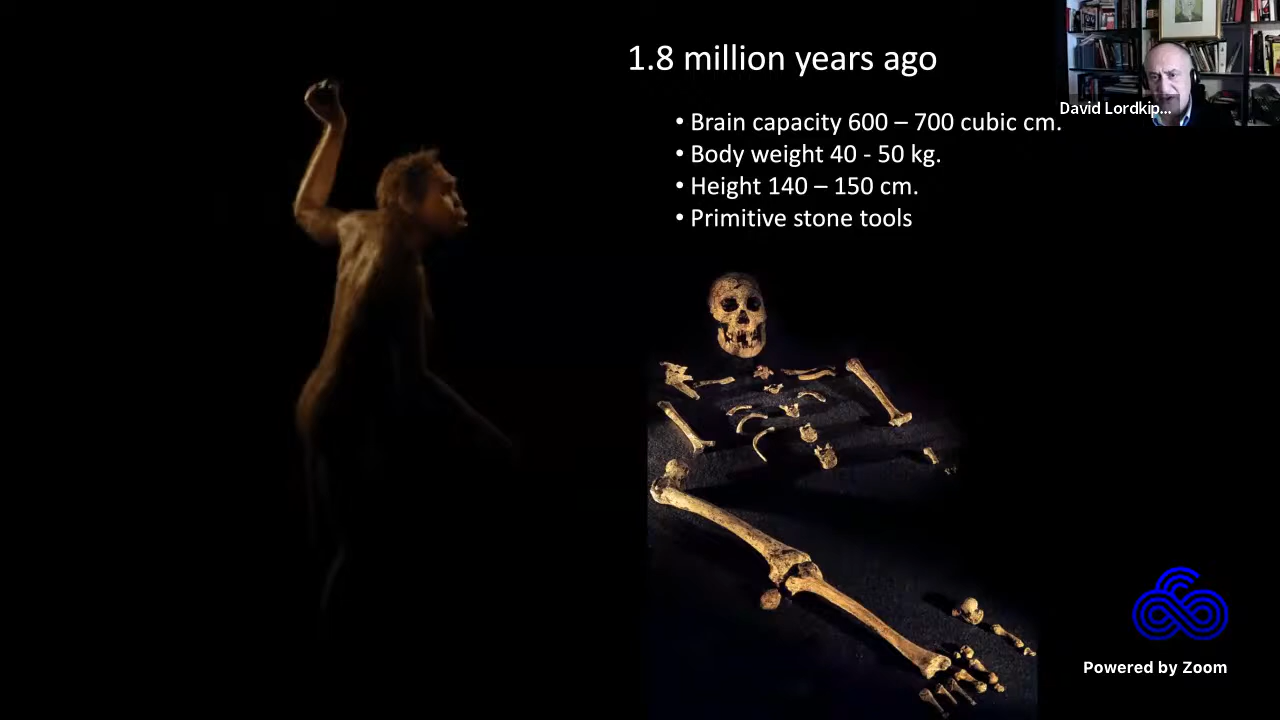 1.8 million years ago
David Lordkip...
• Brain capacity 600 – 700 cubic cm.
• Body weight 40 - 50 kg.
• Height 140 – 150 cm.
• Primitive stone tools
Powered by Zoom